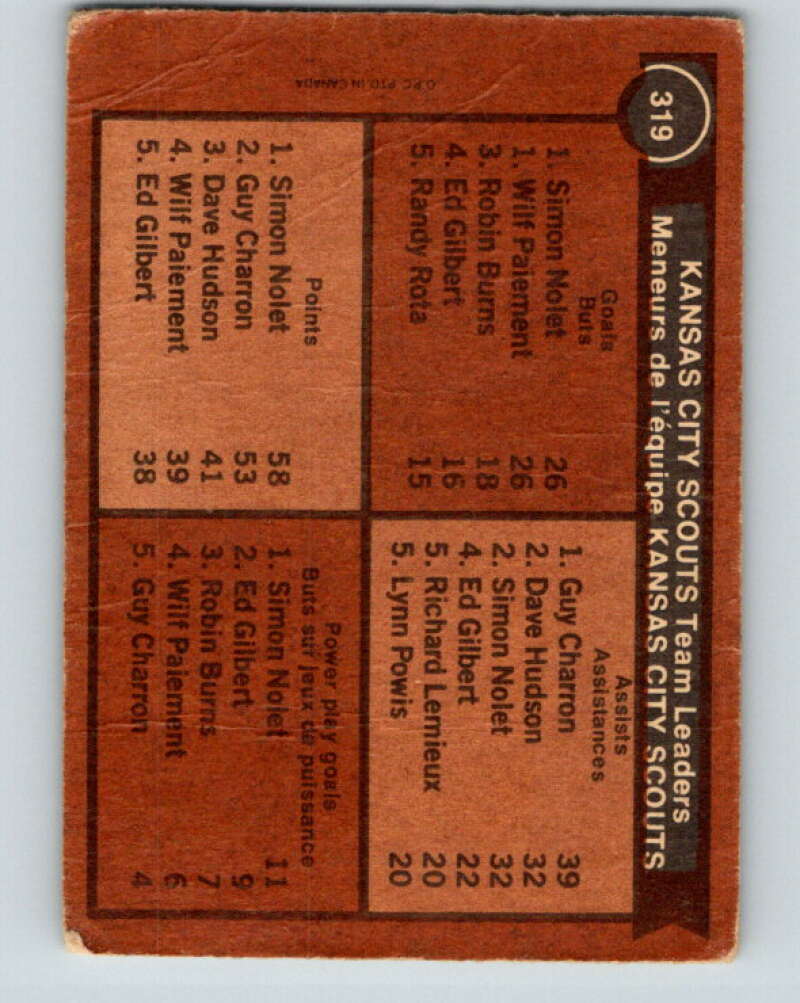 319
KANSAS CITY SCOUTS Team Leaders
Meneurs de l'équipe KANSAS CITY SCOUTS
Goals
Buts
1. Simon Nolet 26
1. Wilf Paiement 26
3. Robin Burns 18
4. Ed Gilbert 16
5. Randy Rota 15
Assists
Assistances
1. Guy Charron 39
2. Dave Hudson 32
2. Simon Nolet 32
4. Ed Gilbert 22
5. Richard Lemieux 20
5. Lynn Powis 20
Points
1. Simon Nolet 58
2. Guy Charron 53
3. Dave Hudson 41
4. Wilf Paiement 39
5. Ed Gilbert 38
Power play goals
Buts sur jeux de puissance
1. Simon Nolet 11
2. Ed Gilbert 9
3. Robin Burns 7
4. Wilf Paiement 6
5. Guy Charron 4
O.P.C. PTD. IN CANADA